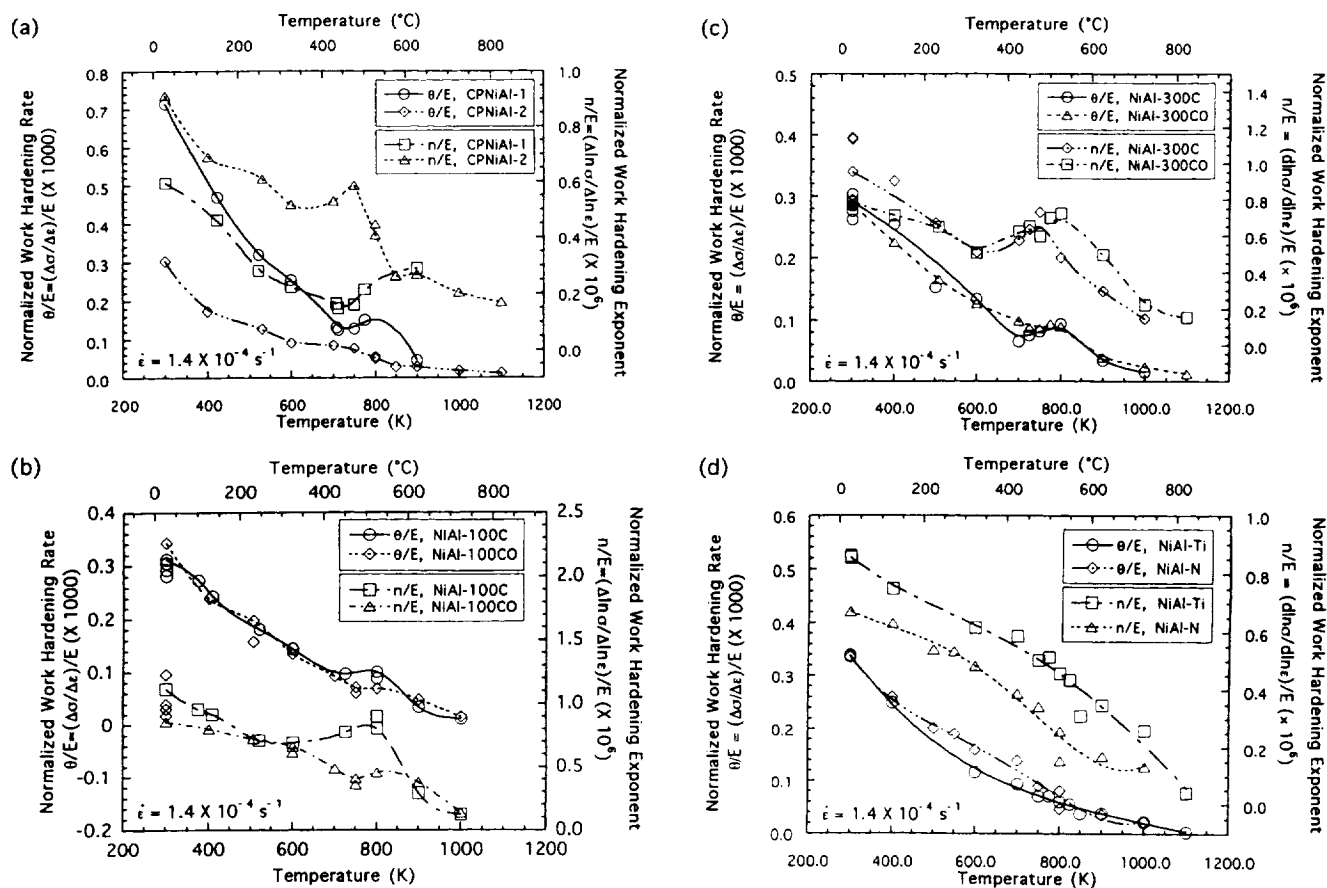 (a)
Temperature (°C)
0 200 400 600 800
Normalized Work Hardening Rate
θ/E=(Δσ/Δε)/E (X 1000)
0.8
0.7
0.6
0.5
0.4
0.3
0.2
0.1
0.0
θ/E, CPNiAl-1
θ/E, CPNiAl-2
n/E, CPNiAl-1
n/E, CPNiAl-2
ε̇ = 1.4 X 10⁻⁴ s⁻¹
1.0
0.8
0.6
0.4
0.2
0.0
Normalized Work Hardening Exponent
n/E=(Δlnσ/Δlnε)/E (X 10⁶)
200 400 600 800 1000 1200
Temperature (K)
(b)
Temperature (°C)
0 200 400 600 800
Normalized Work Hardening Rate
θ/E=(Δσ/Δε)/E (X 1000)
0.4
0.3
0.2
0.1
0
-0.1
-0.2
θ/E, NiAl-100C
θ/E, NiAl-100CO
n/E, NiAl-100C
n/E, NiAl-100CO
ε̇ = 1.4 X 10⁻⁴ s⁻¹
2.5
2.0
1.5
1.0
0.5
0.0
Normalized Work Hardening Exponent
n/E=(Δlnσ/Δlnε)/E (X 10⁶)
200 400 600 800 1000 1200
Temperature (K)
(c)
Temperature (°C)
0 200 400 600 800
Normalized Work Hardening Rate
θ/E=(Δσ/Δε)/E (X 1000)
0.5
0.4
0.3
0.2
0.1
0.0
θ/E, NiAl-300C
θ/E, NiAl-300CO
n/E, NiAl-300C
n/E, NiAl-300CO
ε̇ = 1.4 X 10⁻⁴ s⁻¹
1.4
1.2
1.0
0.8
0.6
0.4
0.2
0.0
Normalized Work Hardening Exponent
n/E= (dlnσ/dlnε)/E (× 10⁶)
200.0 400.0 600.0 800.0 1000.0 1200.0
Temperature (K)
(d)
Temperature (°C)
0 200 400 600 800
Normalized Work Hardening Rate
θ/E = (Δσ/Δε)/E (X 1000)
0.6
0.5
0.4
0.3
0.2
0.1
0.0
θ/E, NiAl-Ti
θ/E, NiAl-N
n/E, NiAl-Ti
n/E, NiAl-N
ε̇ = 1.4 X 10⁻⁴ s⁻¹
1.0
0.8
0.6
0.4
0.2
0.0
Normalized Work Hardening Exponent
n/E= (dlnσ/dlnε)/E (× 10⁶)
200.0 400.0 600.0 800.0 1000.0 1200.0
Temperature (K)